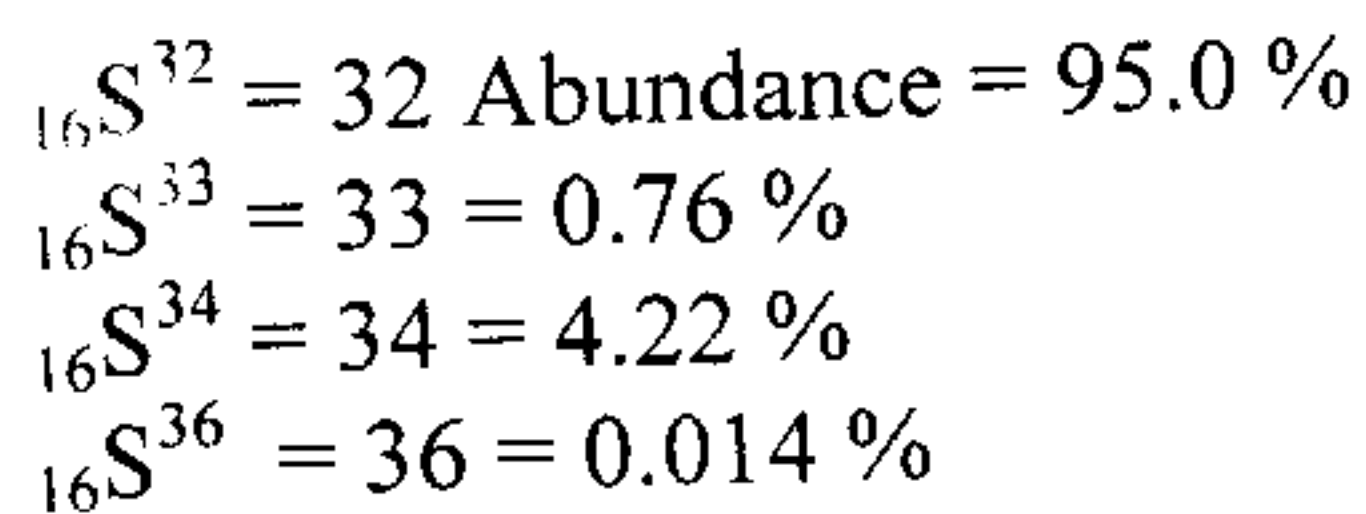 ₁₆S³² = 32 Abundance = 95.0 %
₁₆S³³ = 33 = 0.76 %
₁₆S³⁴ = 34 = 4.22 %
₁₆S³⁶ = 36 = 0.014 %